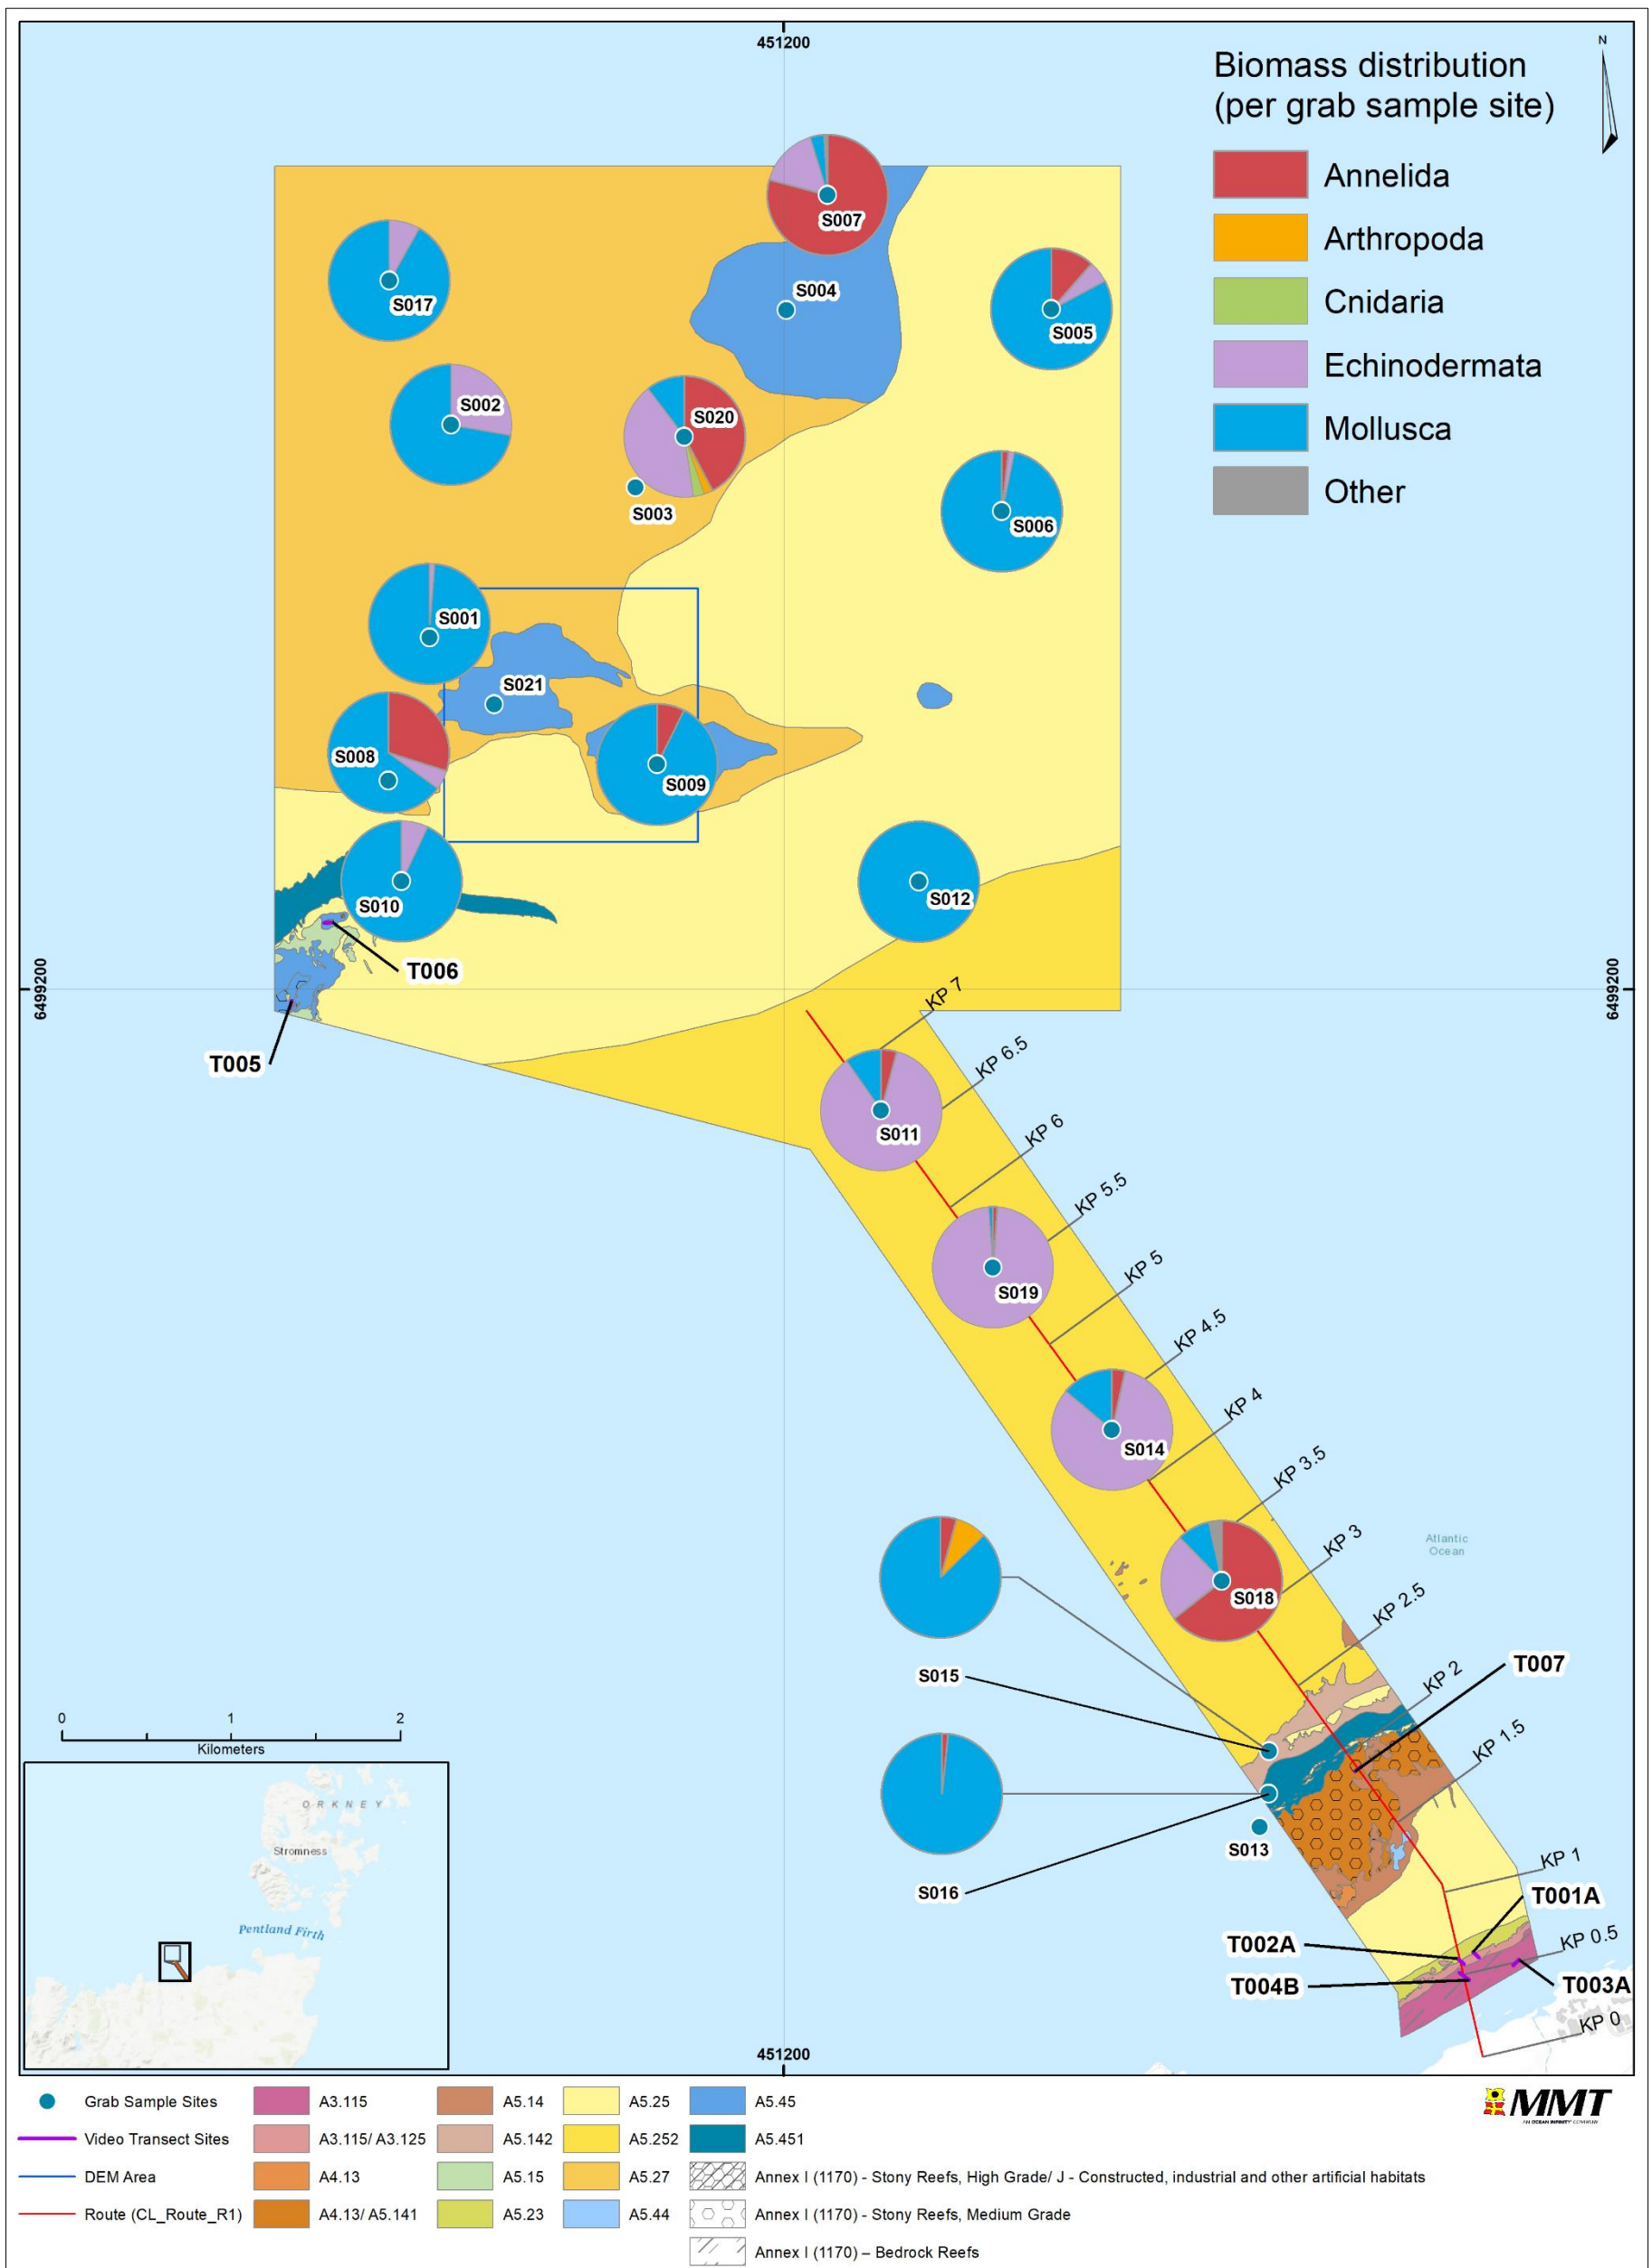 451200
N
Biomass distribution
(per grab sample site)
Annelida
Arthropoda
Cnidaria
Echinodermata
Mollusca
Other
S007
S017
S004
S005
S002
S020
S003
S006
S001
S021
S008
S009
S010
S012
T006
6499200
6499200
T005
KP 7
KP 6.5
S011
KP 6
KP 5.5
S019
KP 5
KP 4.5
KP 4
S014
KP 3.5
Atlantic
Ocean
KP 3
S018
KP 2.5
S015
T007
KP 2
KP 1.5
0 1 2
Kilometers
S013
KP 1
S016
T001A
T002A
KP 0.5
T004B
T003A
KP 0
ORKNEY
Stromness
Pentland Firth
451200
Grab Sample Sites
Video Transect Sites
DEM Area
Route (CL_Route_R1)
A3.115
A3.115/ A3.125
A4.13
A4.13/ A5.141
A5.14
A5.142
A5.15
A5.23
A5.25
A5.252
A5.27
A5.44
A5.45
A5.451
Annex I (1170) - Stony Reefs, High Grade/ J - Constructed, industrial and other artificial habitats
Annex I (1170) - Stony Reefs, Medium Grade
Annex I (1170) – Bedrock Reefs
MMT
AN OCEAN INFINITY COMPANY